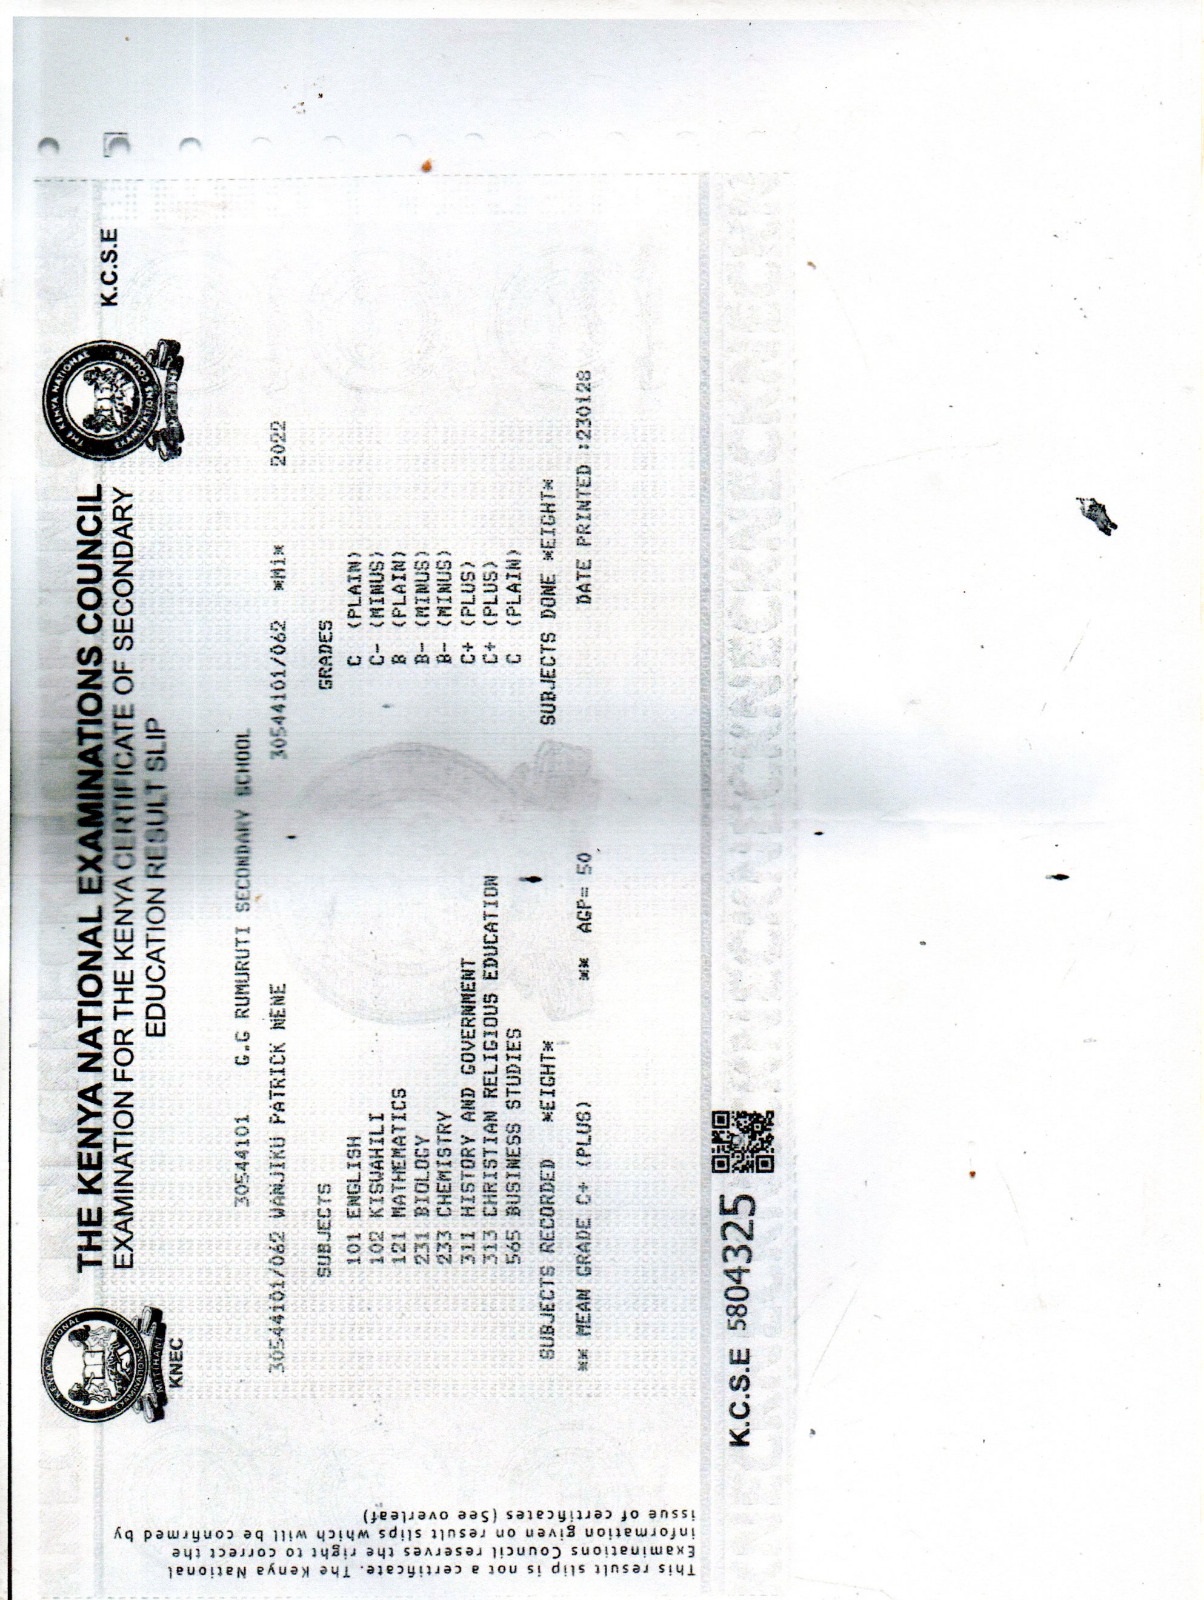 THE KENYA NATIONAL EXAMINATIONS COUNCIL
EXAMINATION FOR THE KENYA CERTIFICATE OF SECONDARY
EDUCATION RESULT SLIP
KNEC
K.C.S.E
30544101 G.G RUMURUTI SECONDARY SCHOOL
30544101/062 WANJIKU PATRICK NENE 30544101/062 *Mi* 2022
SUBJECTS GRADES
101 ENGLISH C (PLAIN)
102 KISWAHILI C- (MINUS)
121 MATHEMATICS B (PLAIN)
231 BIOLOGY B- (MINUS)
233 CHEMISTRY B- (MINUS)
311 HISTORY AND GOVERNMENT C+ (PLUS)
313 CHRISTIAN RELIGIOUS EDUCATION C+ (PLUS)
565 BUSINESS STUDIES C (PLAIN)
SUBJECTS RECORDED *EIGHT* SUBJECTS DONE *EIGHT*
** MEAN GRADE C+ (PLUS) ** AGP= 50 DATE PRINTED :230128
K.C.S.E 5804325
This result slip is not a certificate. The Kenya National
Examinations Council reserves the right to correct the
information given on result slips which will be confirmed by
issue of certificates (See overleaf)